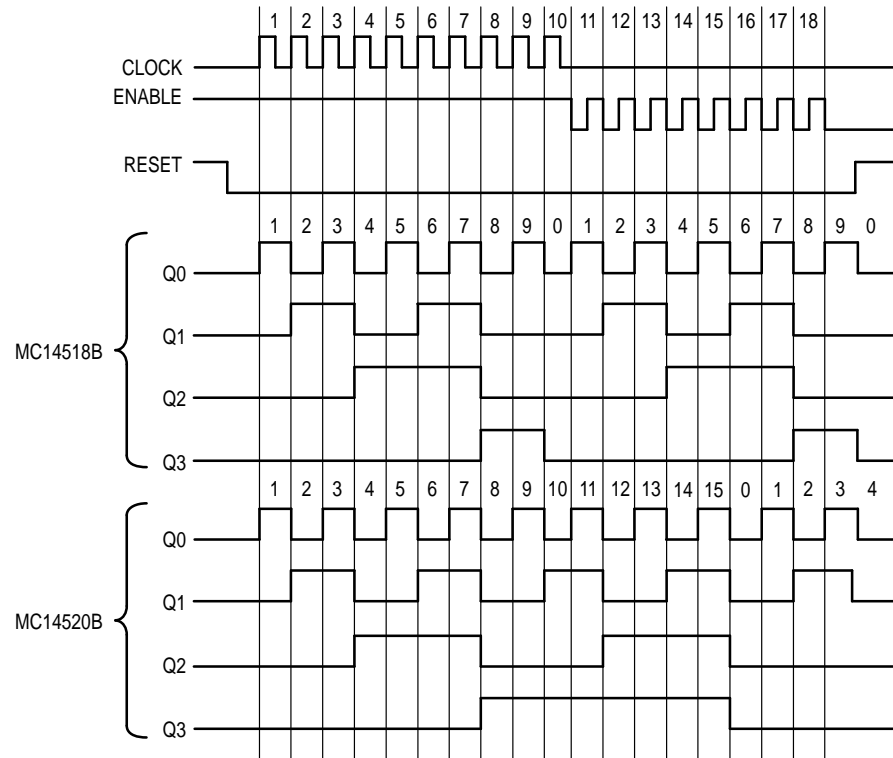 1 2 3 4 5 6 7 8 9 10 11 12 13 14 15 16 17 18
CLOCK
ENABLE
RESET
1 2 3 4 5 6 7 8 9 0 1 2 3 4 5 6 7 8 9 0
Q0
Q1
MC14518B
Q2
Q3
1 2 3 4 5 6 7 8 9 10 11 12 13 14 15 0 1 2 3 4
Q0
Q1
MC14520B
Q2
Q3